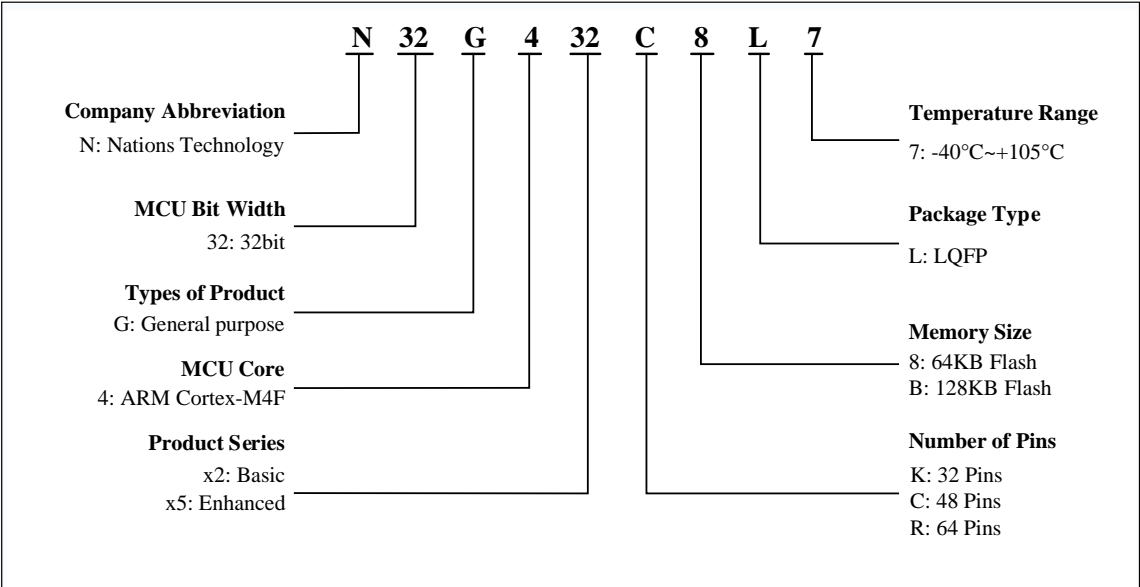 N 32 G 4 32 C 8 L 7
Company Abbreviation
N: Nations Technology
MCU Bit Width
32: 32bit
Types of Product
G: General purpose
MCU Core
4: ARM Cortex-M4F
Product Series
x2: Basic
x5: Enhanced
Temperature Range
7: -40°C~+105°C
Package Type
L: LQFP
Memory Size
8: 64KB Flash
B: 128KB Flash
Number of Pins
K: 32 Pins
C: 48 Pins
R: 64 Pins